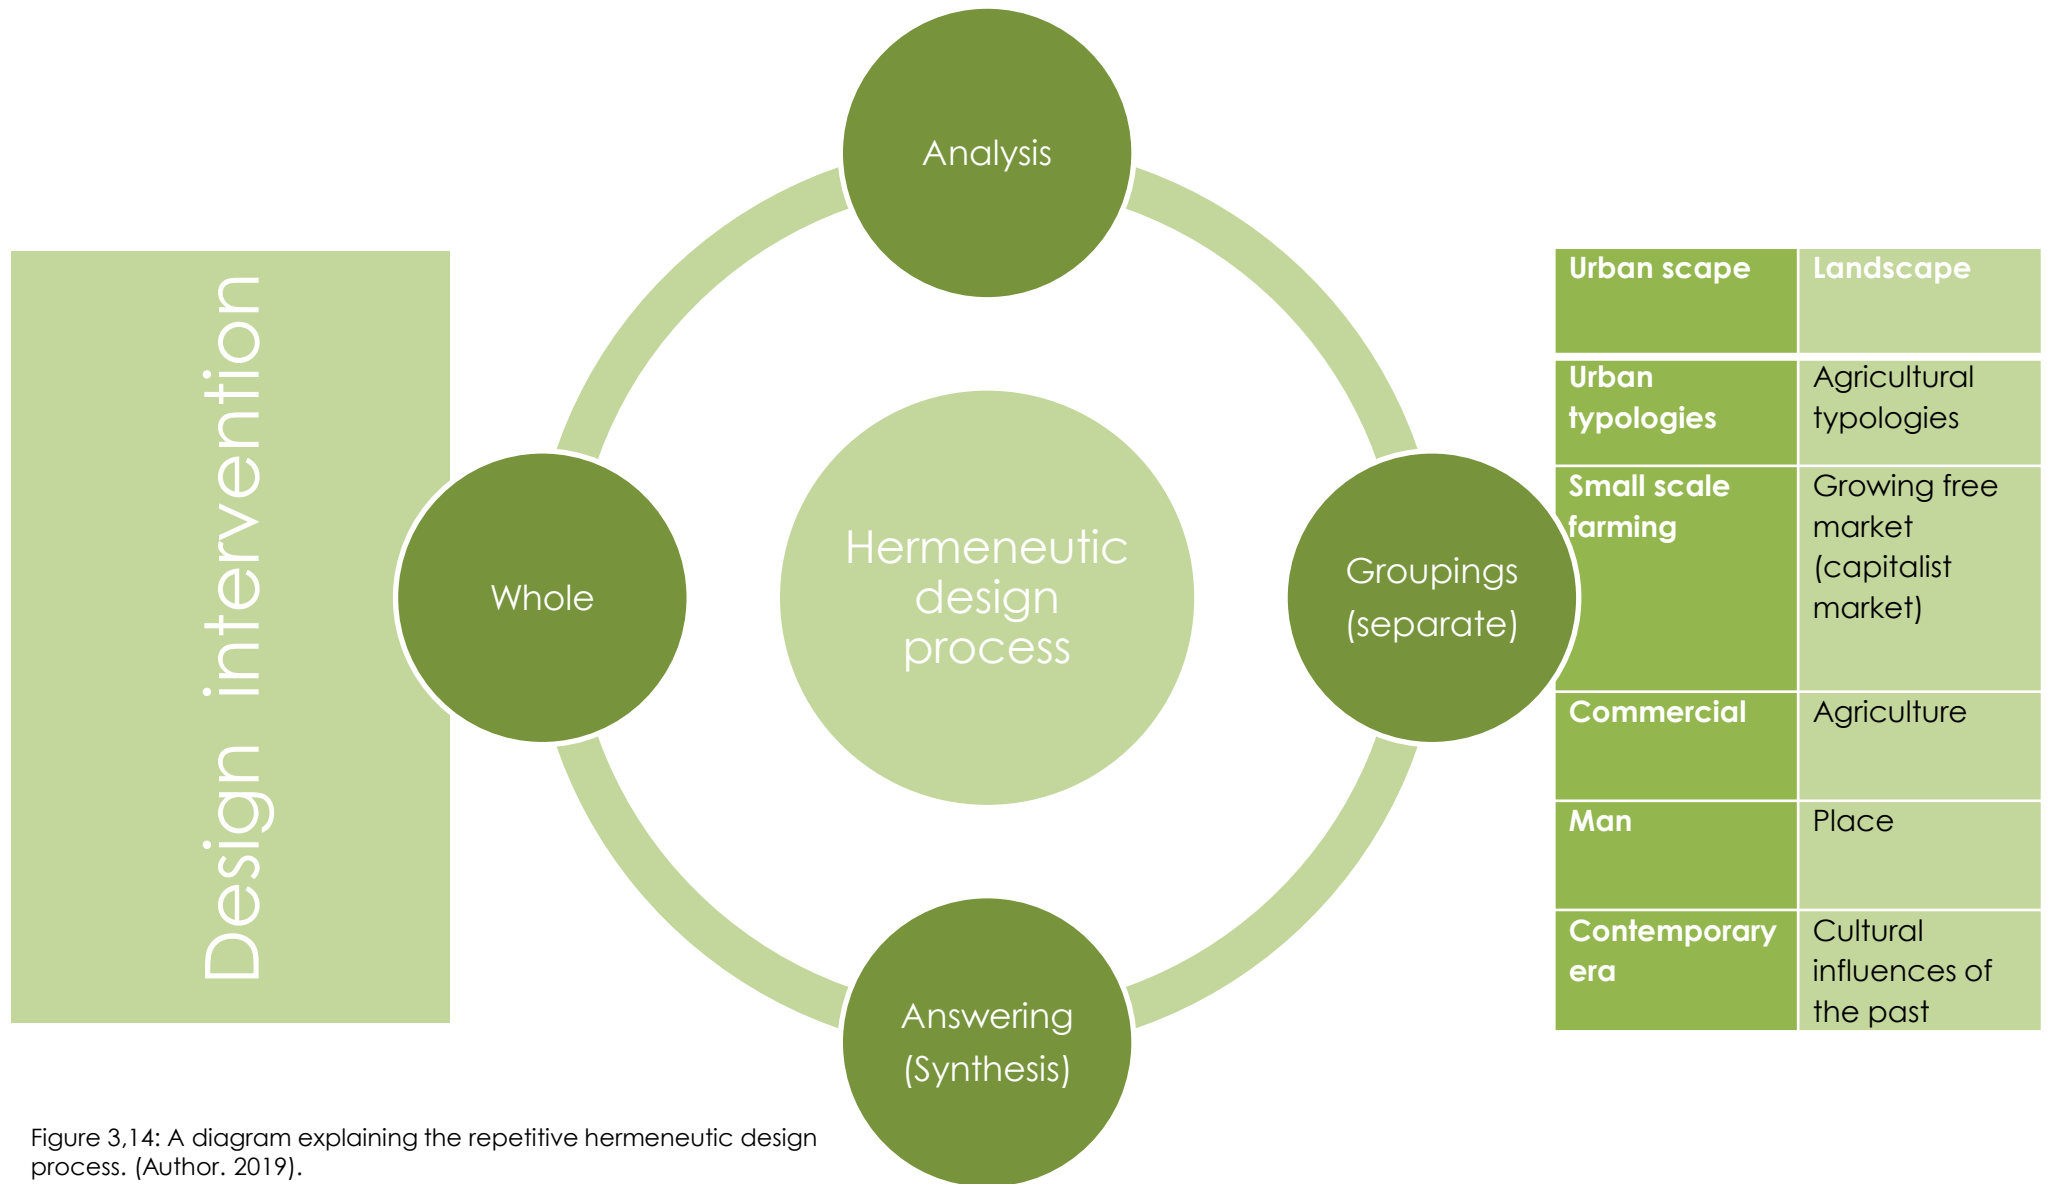 Analysis
Design intervention
Whole
Hermeneutic
design
process
Groupings
(separate)
Answering
(Synthesis)
Urban scape
Landscape
Urban
typologies
Agricultural
typologies
Small scale
farming
Growing free
market
(capitalist
market)
Commercial
Agriculture
Man
Place
Contemporary
era
Cultural
influences of
the past
Figure 3,14: A diagram explaining the repetitive hermeneutic design
process. (Author. 2019).